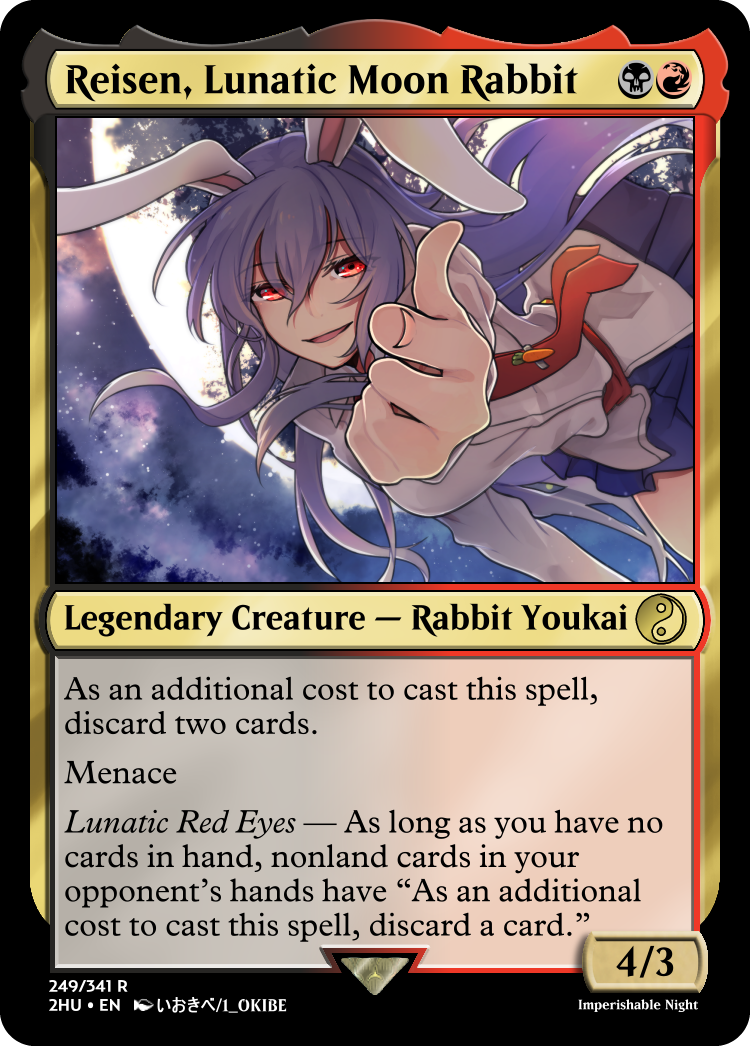 Reisen, Lunatic Moon Rabbit
Legendary Creature — Rabbit Youkai
As an additional cost to cast this spell,
discard two cards.
Menace
Lunatic Red Eyes — As long as you have no
cards in hand, nonland cards in your
opponent's hands have “As an additional
cost to cast this spell, discard a card.”
4/3
249/341 R
2HU • EN いおきべ/1_OKIBE
Imperishable Night